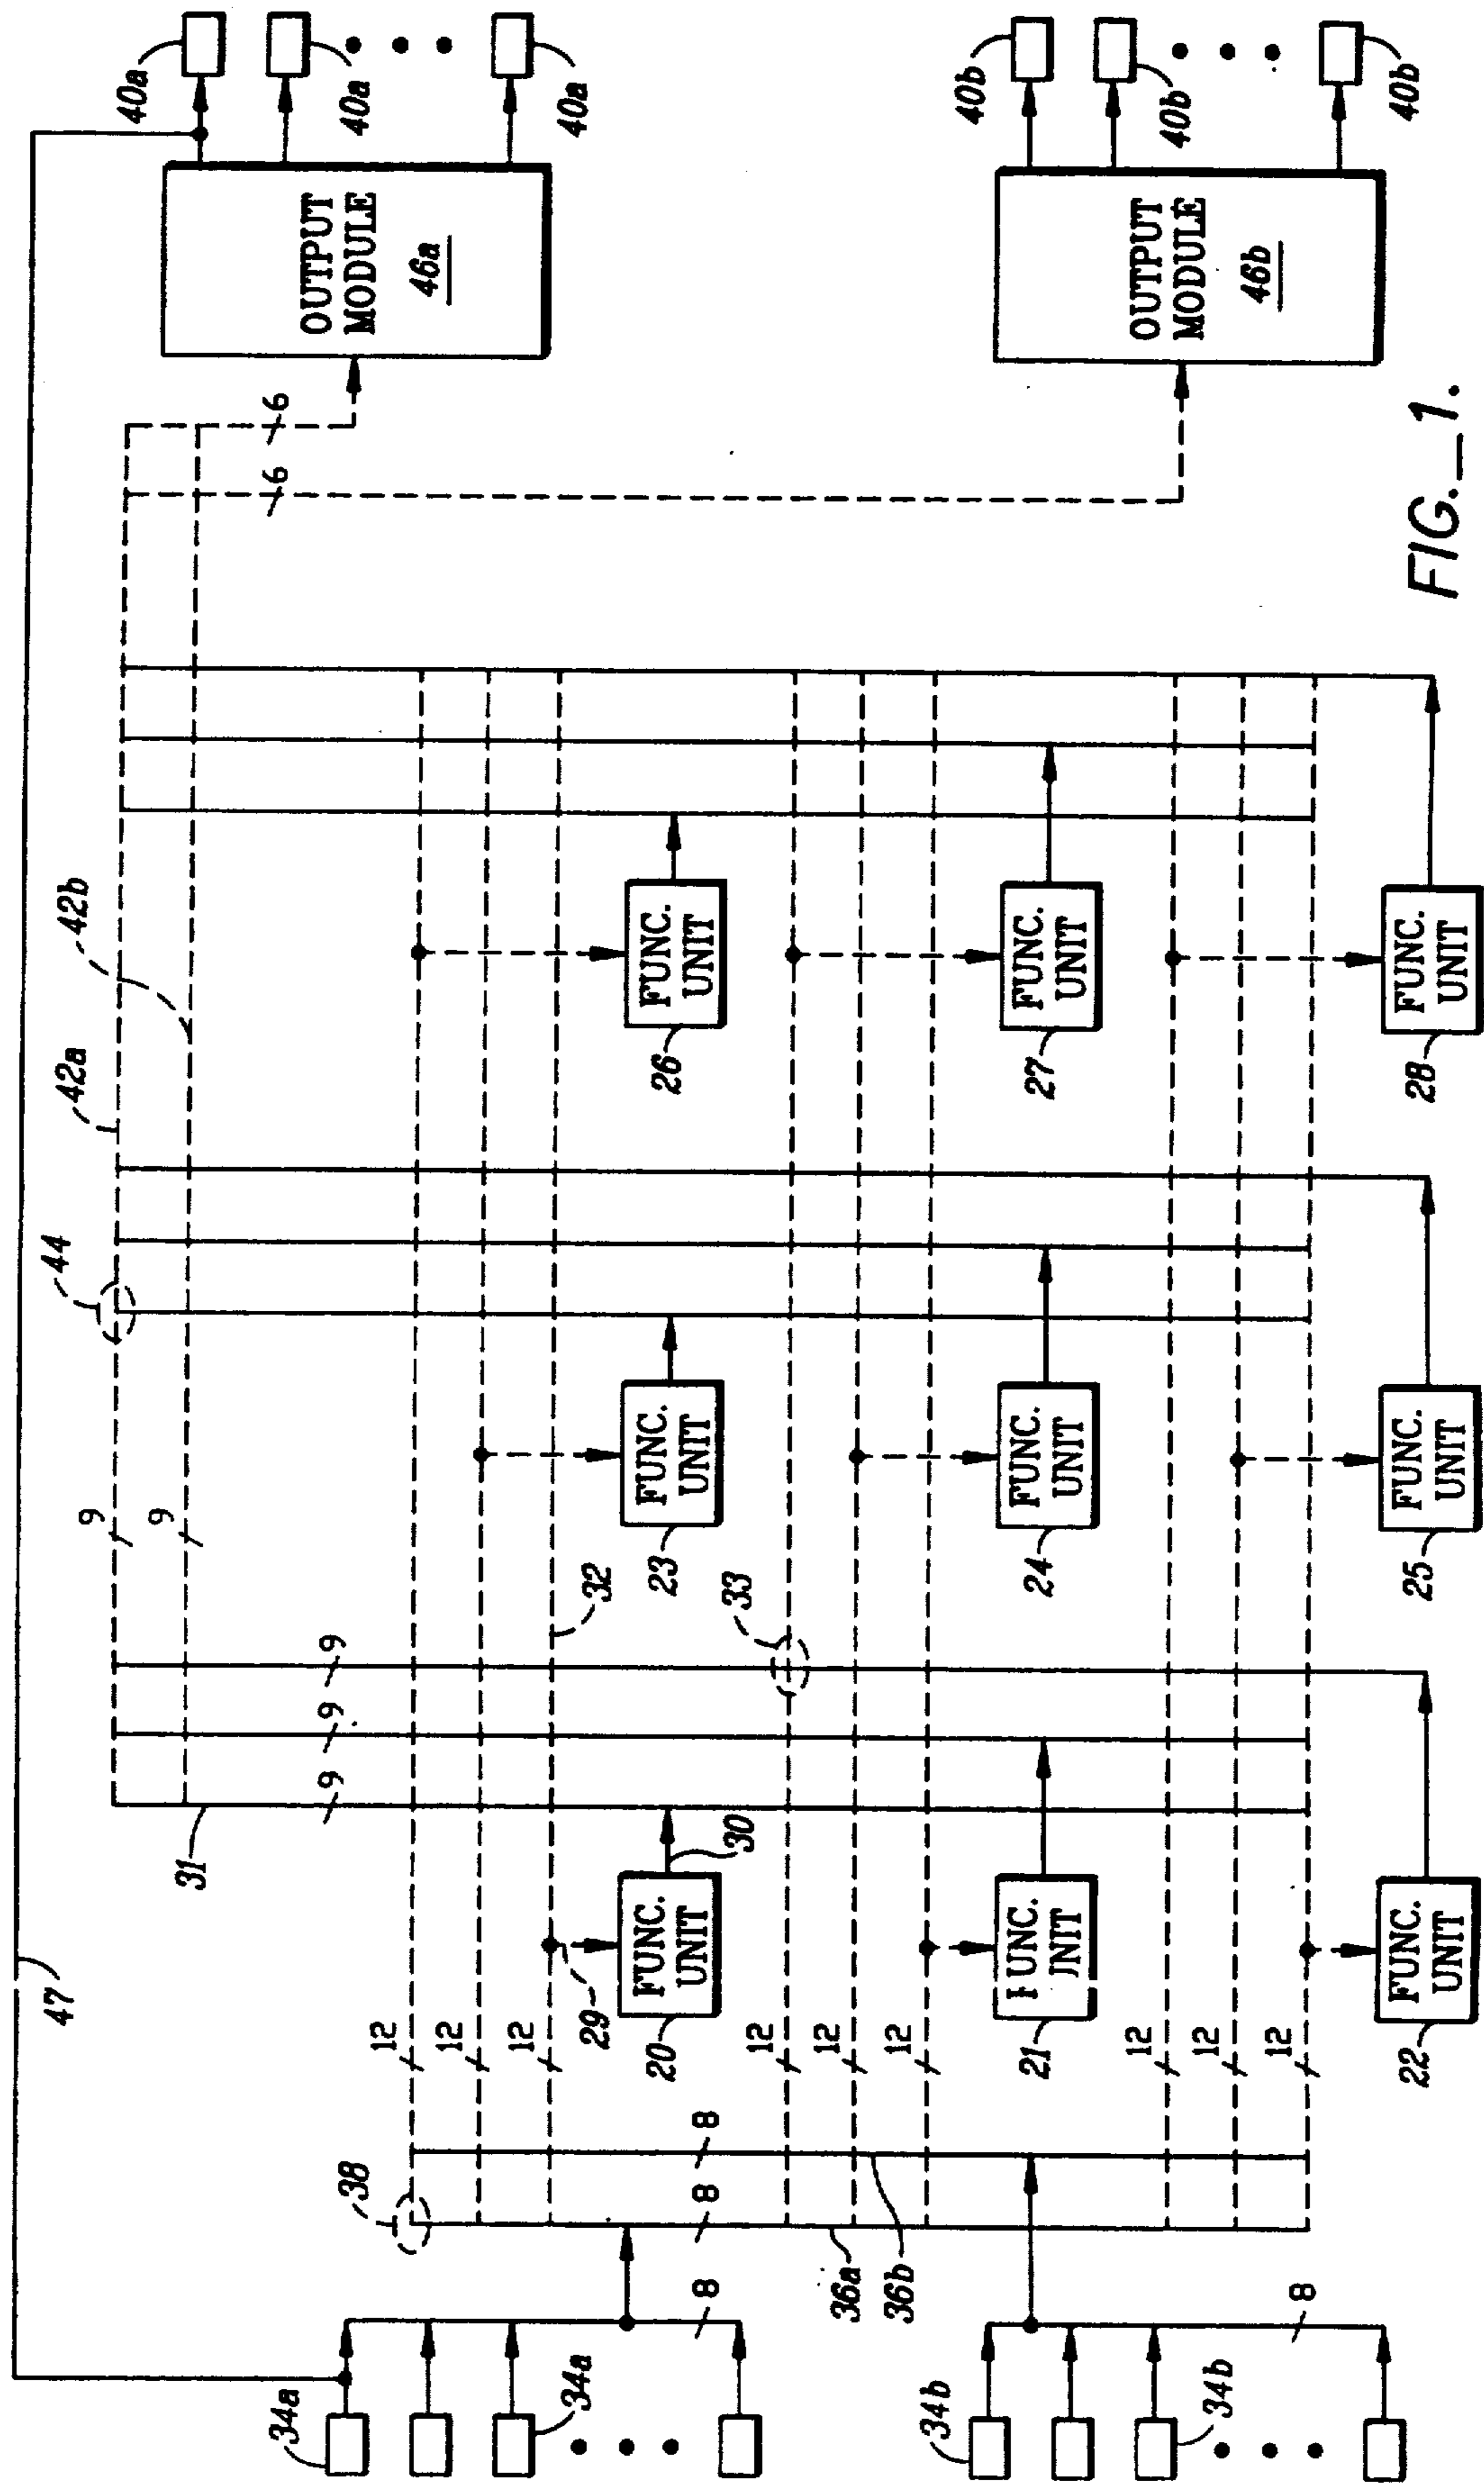 47
40a
40a
40a
OUTPUT
MODULE
46a
6
6
42b
42a
44
9
9
9
9
9
31
38
12
12
12
29
30
32
FUNC.
UNIT
20
FUNC.
UNIT
23
FUNC.
UNIT
26
33
34a
34a
8
8
8
36a
36b
12
12
12
UNC.
UNIT
21
FUNC.
UNIT
24
FUNC.
UNIT
27
40b
40b
40b
OUTPUT
MODULE
46b
34b
34b
8
12
12
12
FUNC.
UNIT
22
FUNC.
UNIT
25
FUNC.
UNIT
28
FIG._1.